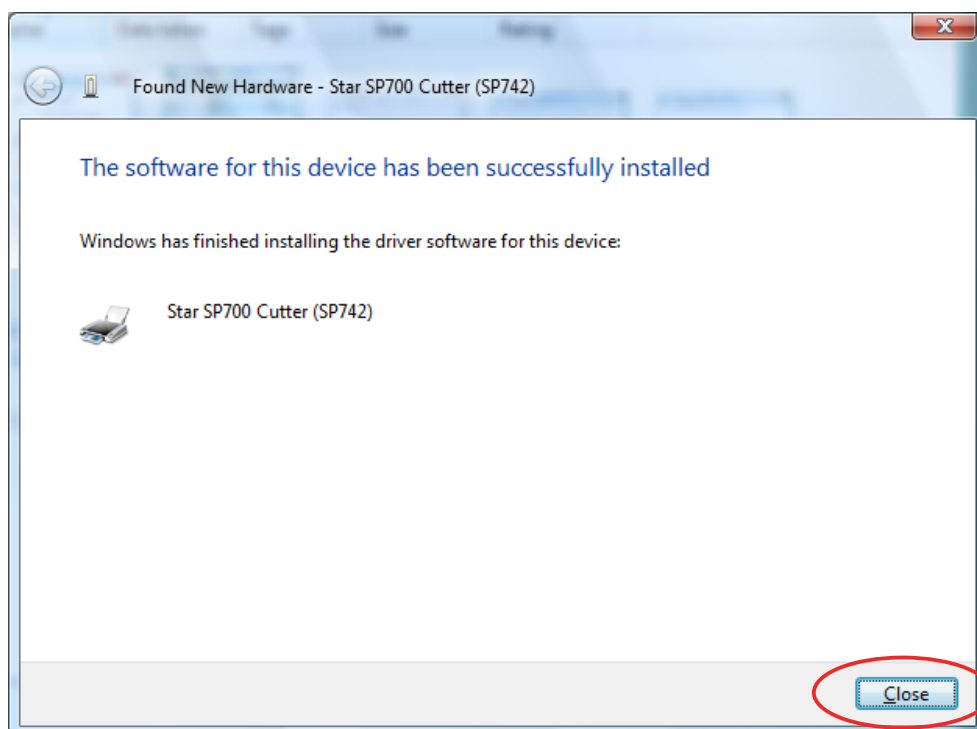 Found New Hardware - Star SP700 Cutter (SP742)
The software for this device has been successfully installed
Windows has finished installing the driver software for this device:
Star SP700 Cutter (SP742)
Close